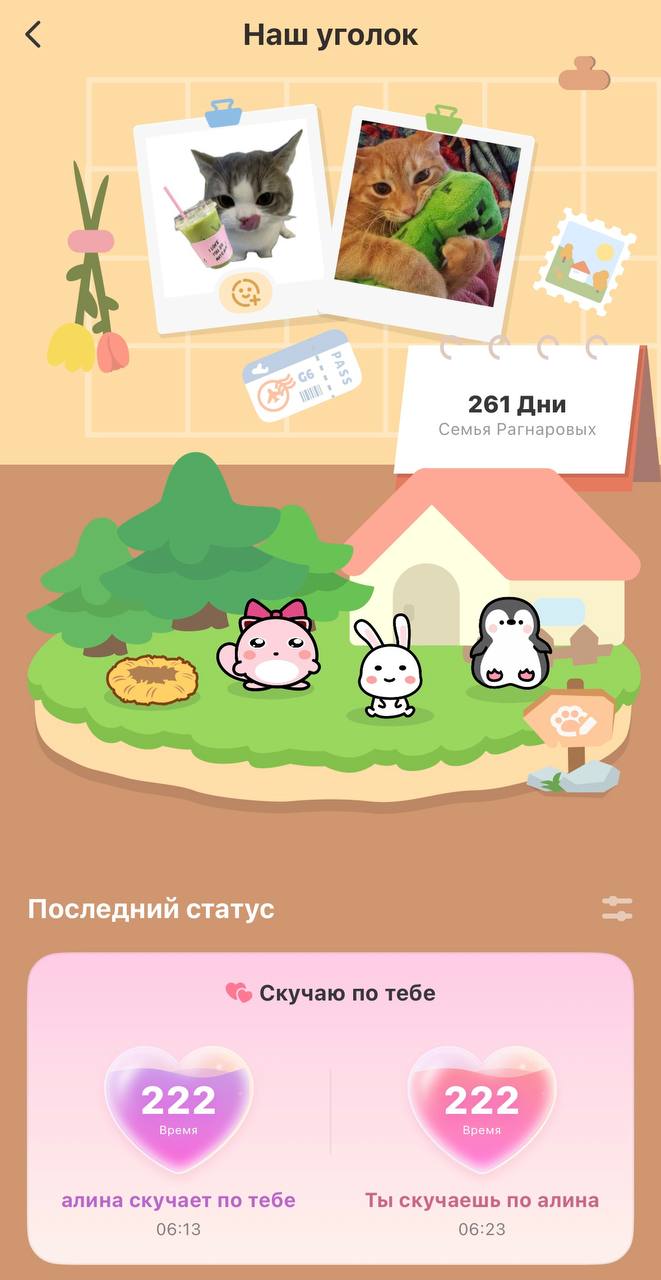 Наш уголок
G6
PASS
261 Дни
Семья Рагнаровых
Последний статус
Скучаю по тебе
222
Время
222
Время
алина скучает по тебе
Ты скучаешь по алина
06:13
06:23